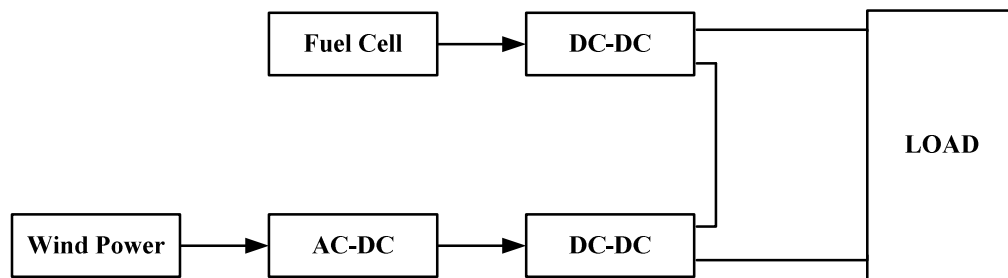 Fuel Cell
DC-DC
LOAD
Wind Power
AC-DC
DC-DC